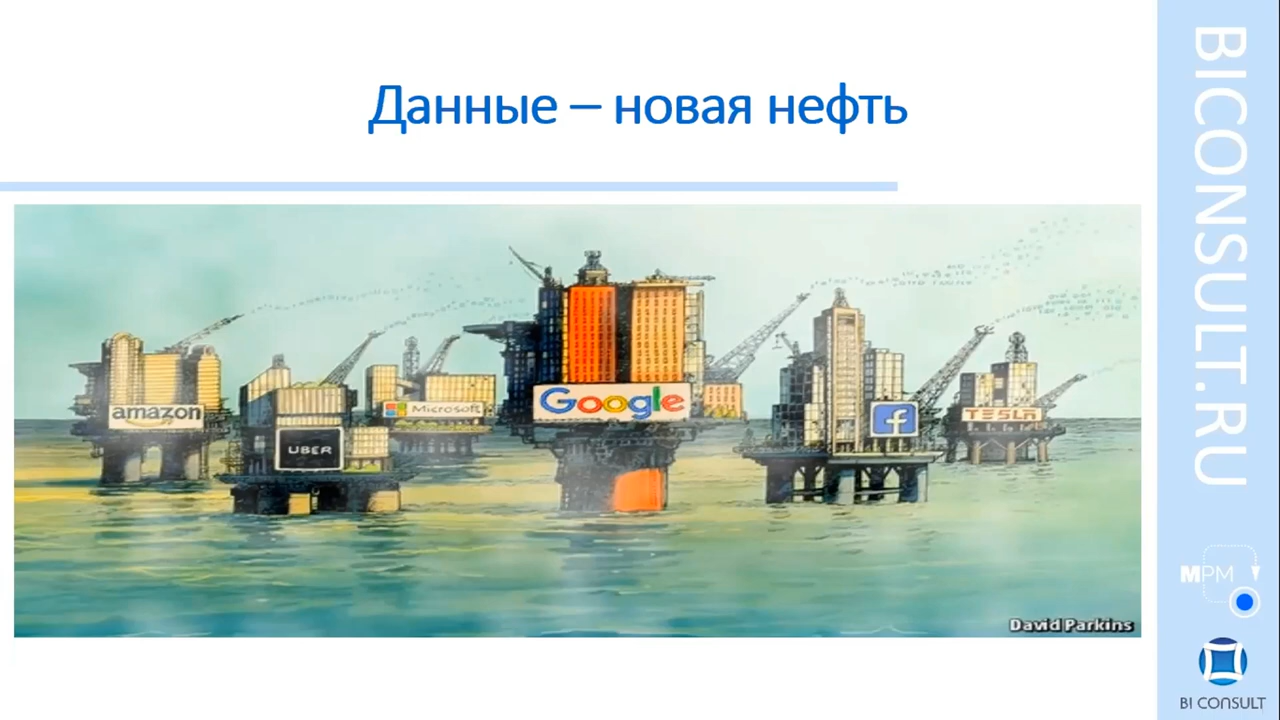 Данные – новая нефть
amazon
UBER
Microsoft
Google
f
TESLA
David Parkins
BICONSULT.RU
MPM
BI CONSULT